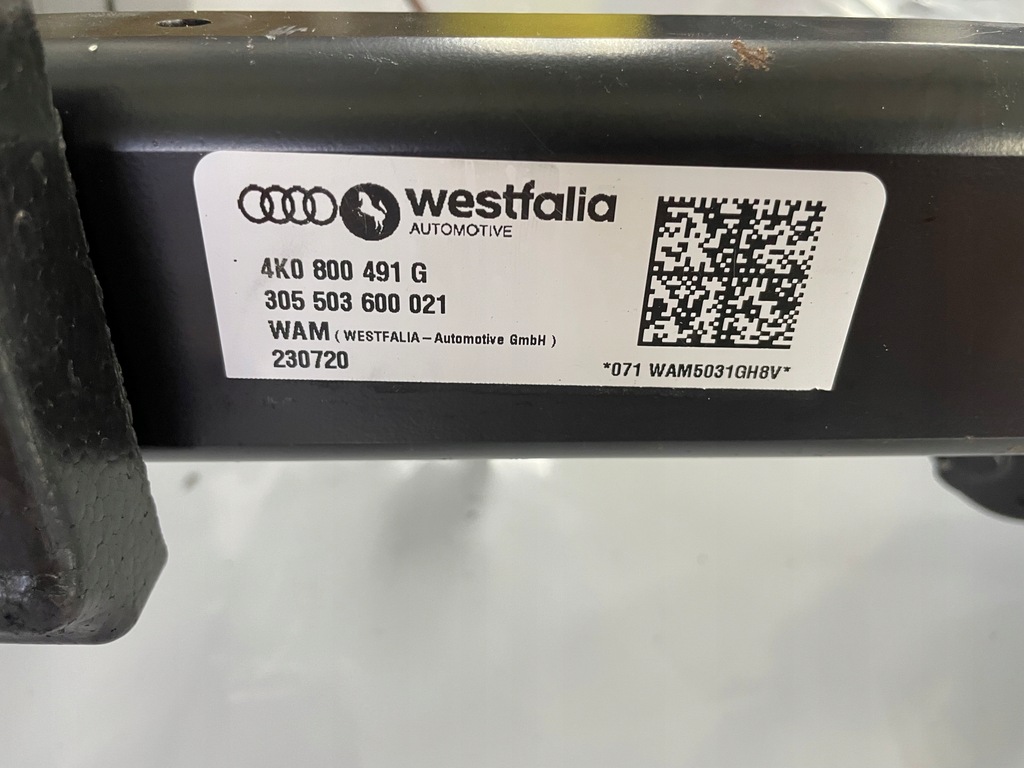 westfalia
AUTOMOTIVE
4K0 800 491 G
305 503 600 021
WAM ( WESTFALIA-Automotive GmbH )
230720
*071 WAM5031GH8V*